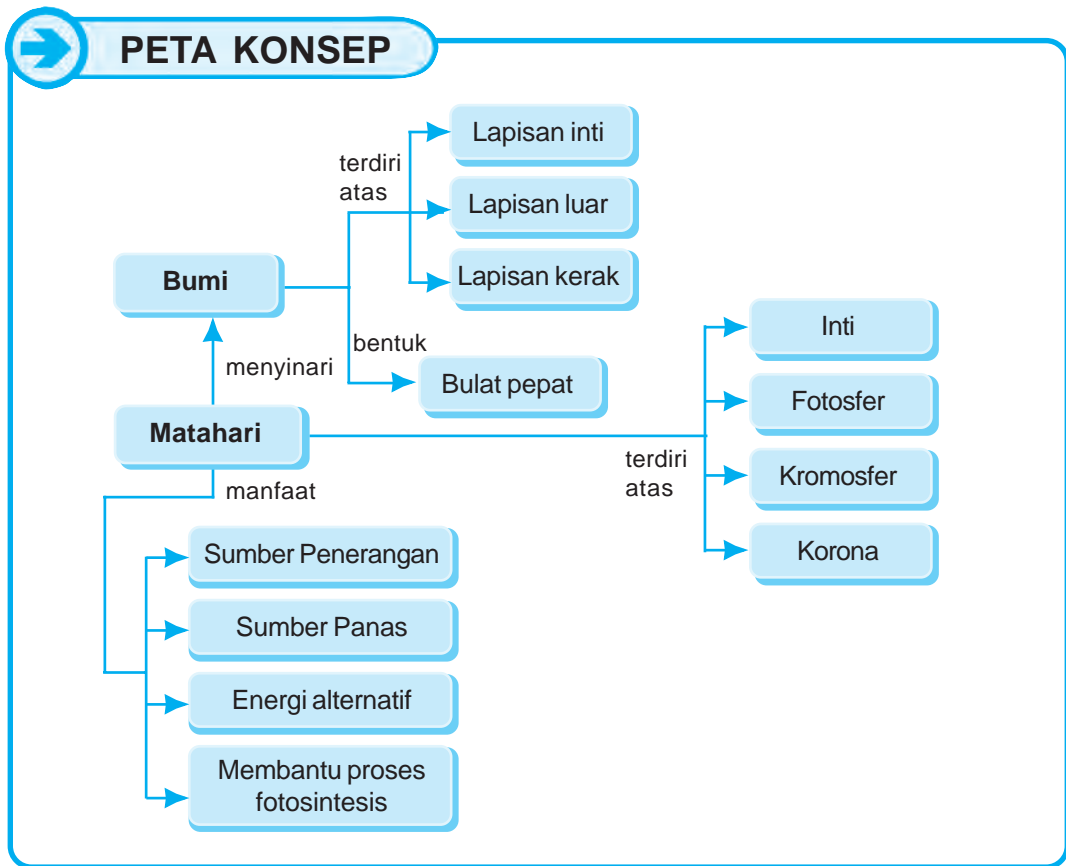 PETA KONSEP
Lapisan inti
terdiri
atas
Lapisan luar
Lapisan kerak
Bumi
bentuk
Bulat pepat
menyinari
Matahari
terdiri
atas
Inti
Fotosfer
Kromosfer
Korona
manfaat
Sumber Penerangan
Sumber Panas
Energi alternatif
Membantu proses
fotosintesis